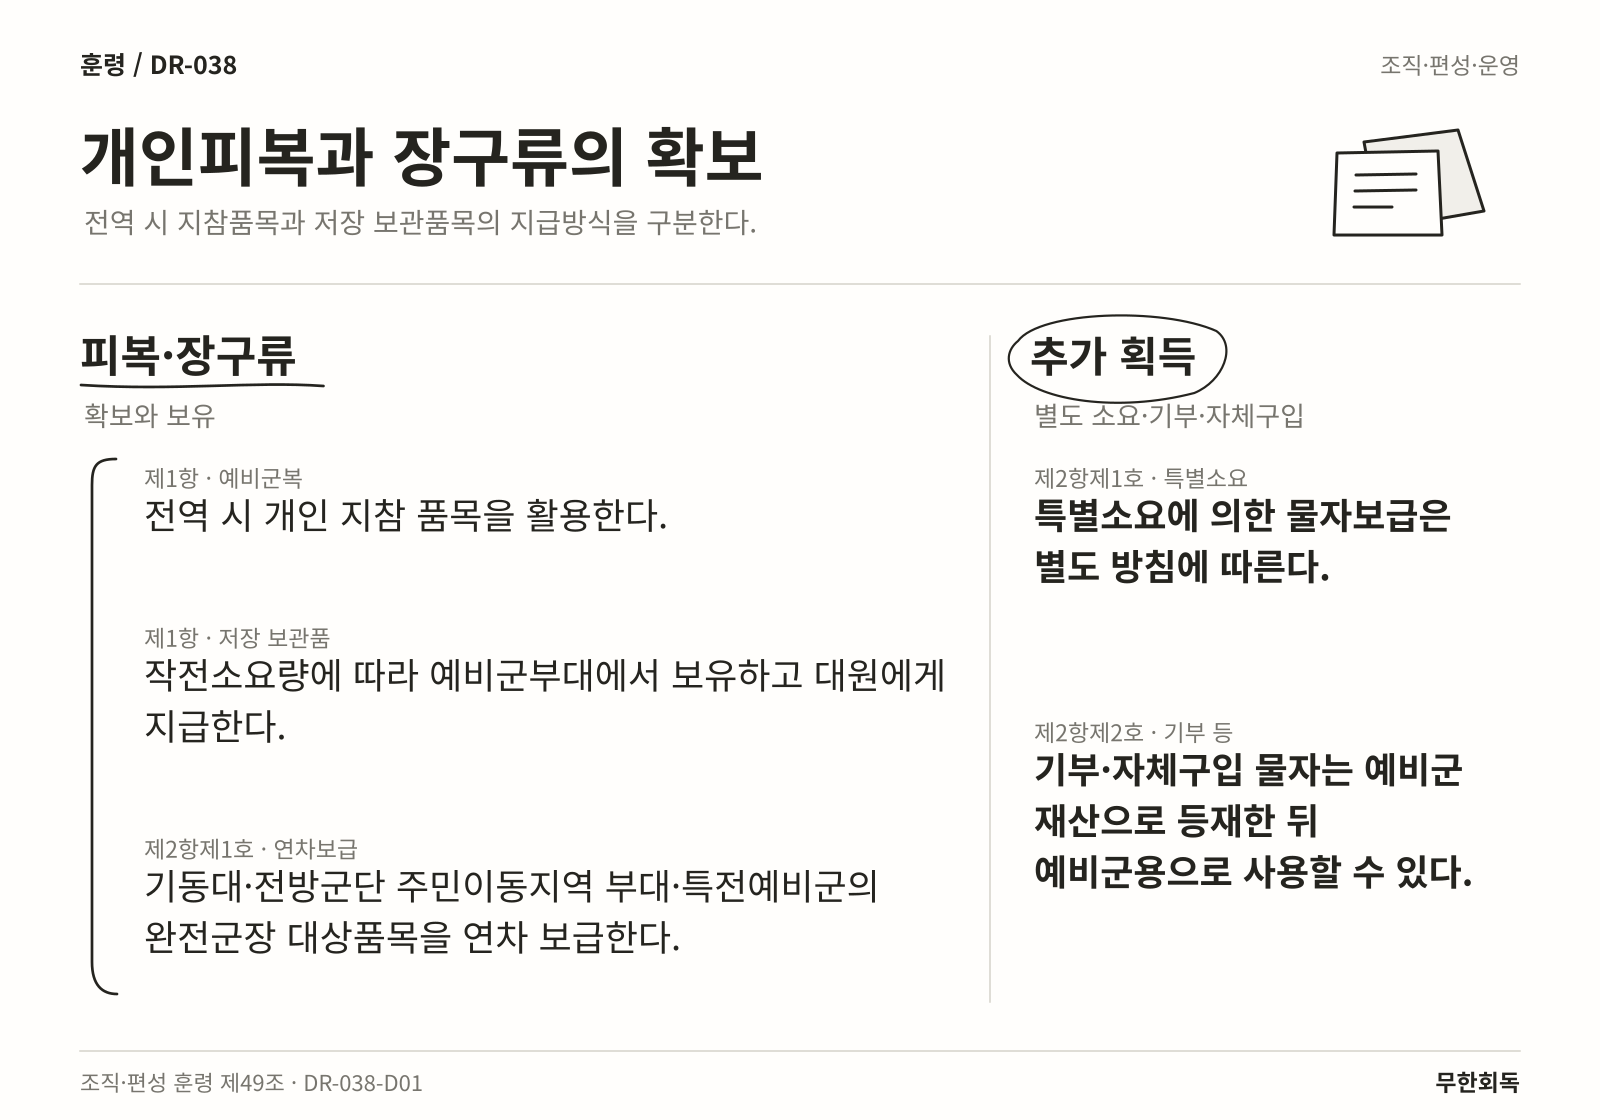 훈령 / DR-038
조직·편성·운영
개인피복과 장구류의 확보
전역 시 지참품목과 저장 보관품목의 지급방식을 구분한다.
피복·장구류
확보와 보유
제1항 · 예비군복
전역 시 개인 지참 품목을 활용한다.
제1항 · 저장 보관품
작전소요량에 따라 예비군부대에서 보유하고 대원에게
지급한다.
제2항제1호 · 연차보급
기동대·전방군단 주민이동지역 부대·특전예비군의
완전군장 대상품목을 연차 보급한다.
추가 획득
별도 소요·기부·자체구입
제2항제1호 · 특별소요
특별소요에 의한 물자보급은
별도 방침에 따른다.
제2항제2호 · 기부 등
기부·자체구입 물자는 예비군
재산으로 등재한 뒤
예비군용으로 사용할 수 있다.
조직·편성 훈령 제49조 · DR-038-D01
무한회독